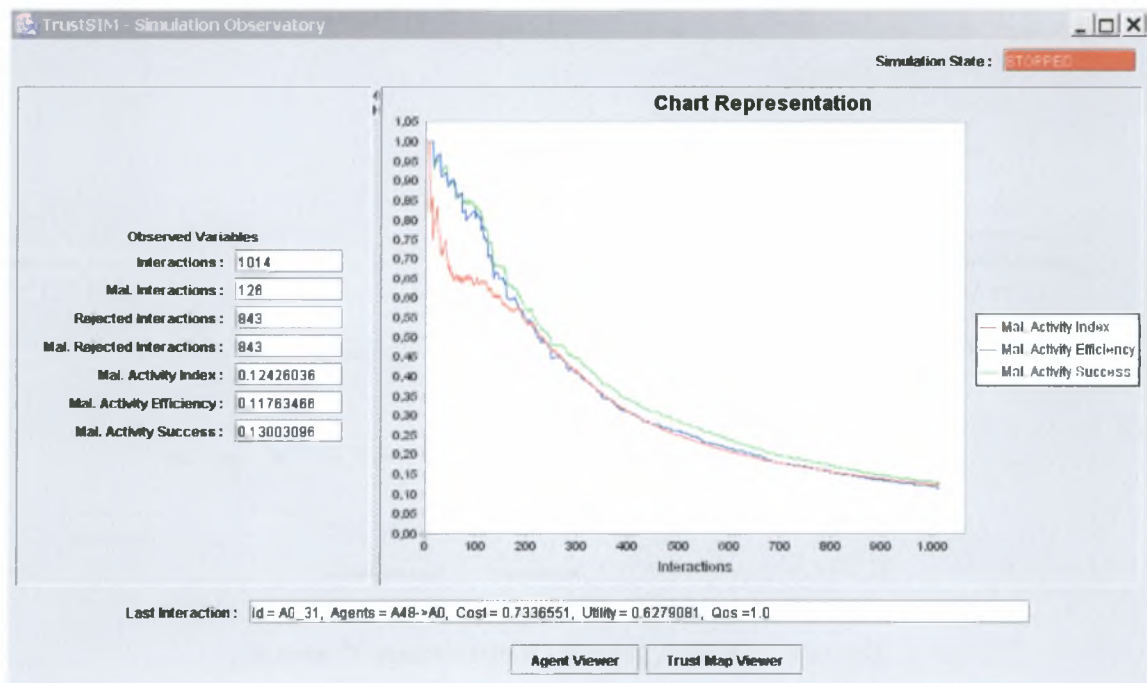 TrustSIM - Simulation Observatory
Simulation State : STOPPED
Chart Representation
1,05
1,00
0,95
0,90
0,85
0,80
0,75
0,70
0,65
0,60
0,55
0,50
0,45
0,40
0,35
0,30
0,25
0,20
0,15
0,10
0,05
0,00
0 100 200 300 400 500 600 700 800 900 1.000
Interactions
Observed Variables
Interactions : 1014
Mal. Interactions : 126
Rejected Interactions : 843
Mal. Rejected Interactions : 843
Mal. Activity Index : 0.12426036
Mal. Activity Efficiency : 0.11763466
Mal. Activity Success : 0.13003096
Mal. Activity Index
Mal. Activity Efficiency
Mal. Activity Success
Last Interaction : id = A0_31, Agents = A48->A0, Cost = 0.7336551, Utility = 0.6279081, Qos =1.0
Agent Viewer Trust Map Viewer